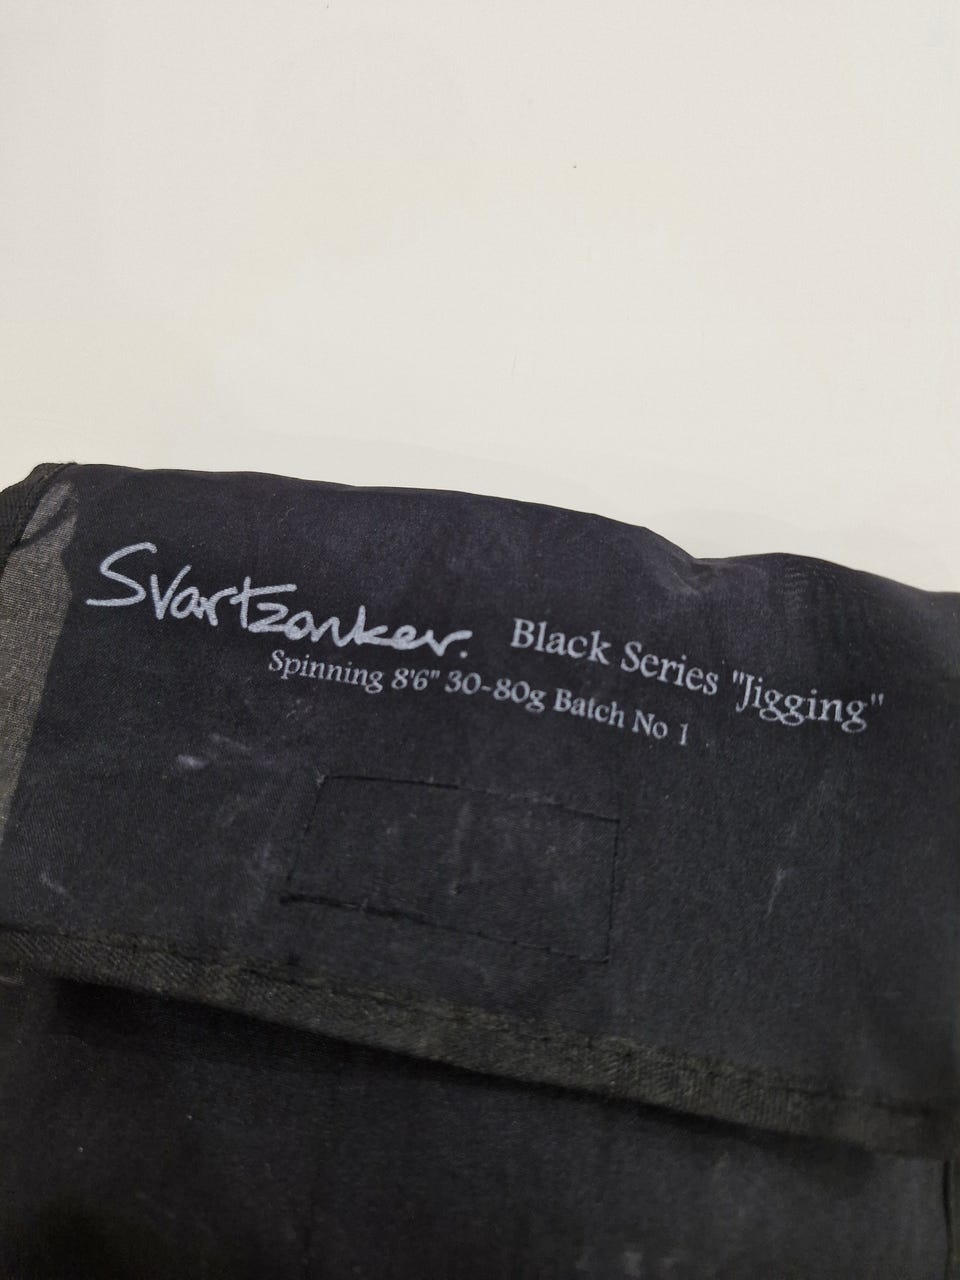 Svartzonker. Black Series "Jigging"
Spinning 8'6" 30-80g Batch No 1